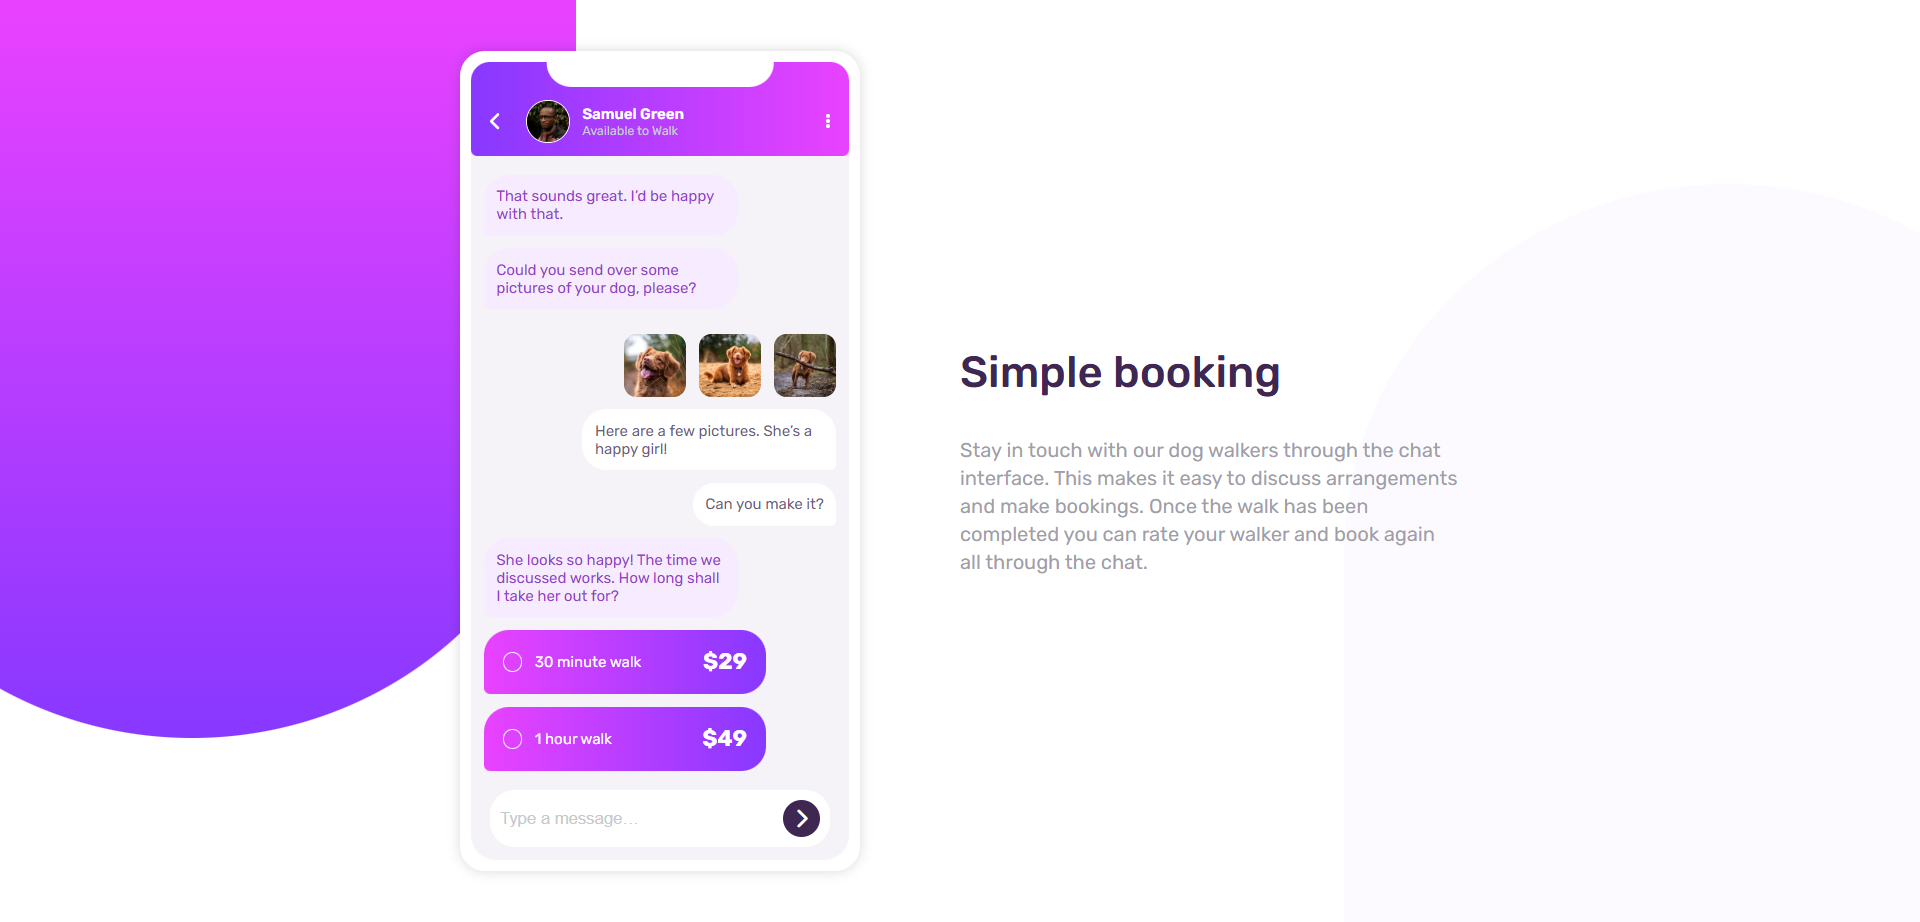 Samuel Green
Available to Walk
That sounds great. I’d be happy
with that.
Could you send over some
pictures of your dog, please?
Here are a few pictures. She’s a
happy girl!
Can you make it?
She looks so happy! The time we
discussed works. How long shall
I take her out for?
30 minute walk $29
1 hour walk $49
Type a message…
Simple booking
Stay in touch with our dog walkers through the chat
interface. This makes it easy to discuss arrangements
and make bookings. Once the walk has been
completed you can rate your walker and book again
all through the chat.